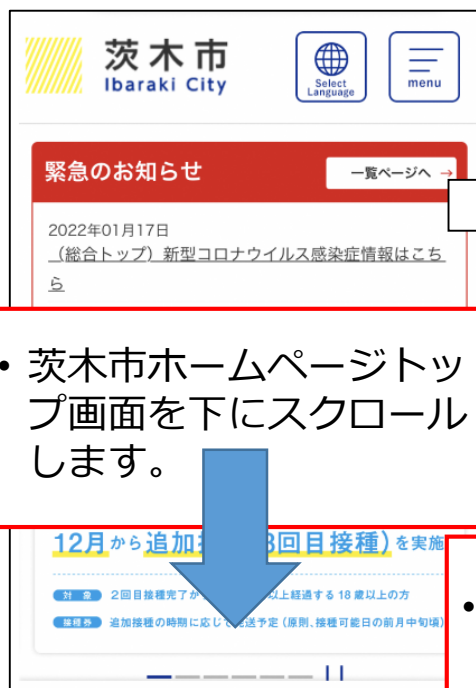 茨木市
Ibaraki City
Select
Language
menu
緊急のお知らせ
一覧ページへ →
2022年01月17日
(総合トップ)新型コロナウイルス感染症情報はこち
ら
• 茨木市ホームページトッ
プ画面を下にスクロール
します。
12月から追加 3回目接種)を実施
対象 2回目接種完了か 以上経過する18歳以上の方
接種券 追加接種の時期に応じて 送予定(原則、接種可能日の前月中旬頃)
•